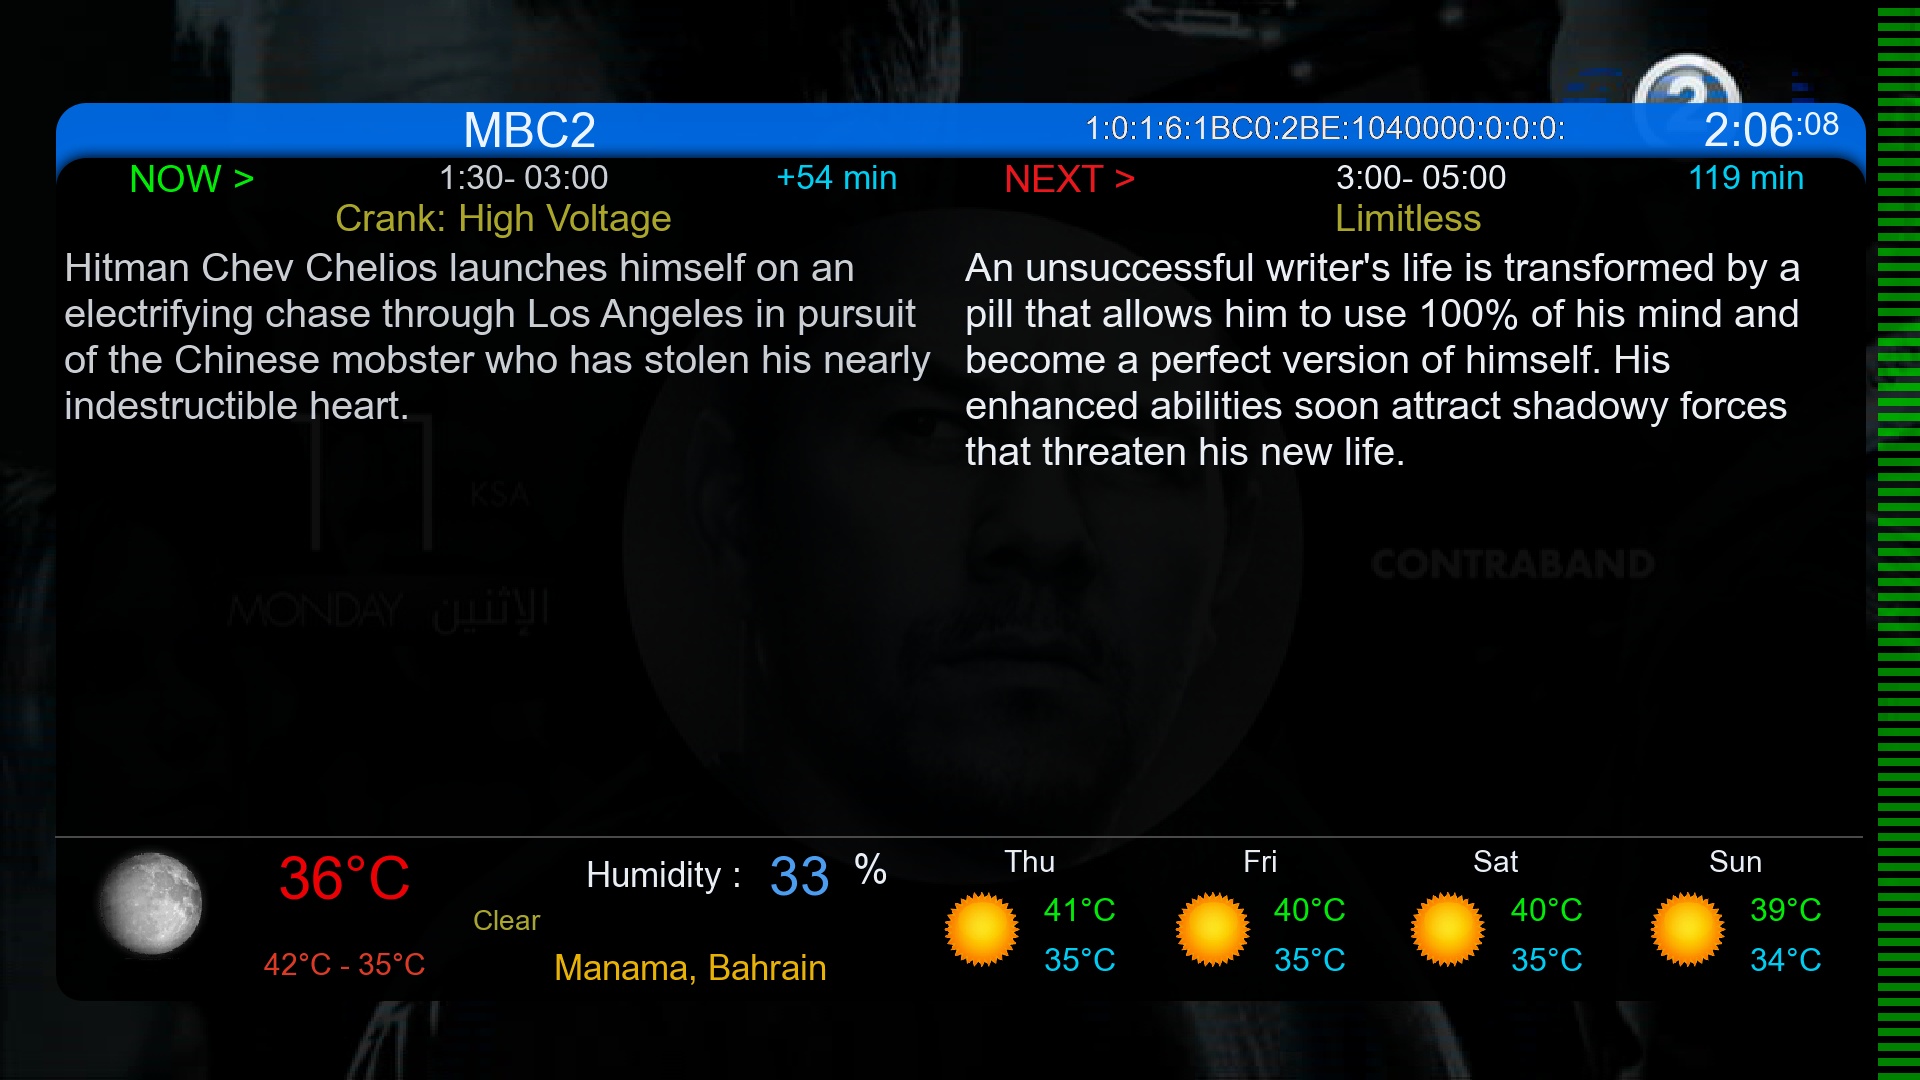 2
MBC2 1:0:1:6:1BC0:2BE:1040000:0:0:0: 2:06:08
NOW > 1:30- 03:00 +54 min
Crank: High Voltage
Hitman Chev Chelios launches himself on an
electrifying chase through Los Angeles in pursuit
of the Chinese mobster who has stolen his nearly
indestructible heart.
NEXT > 3:00- 05:00 119 min
Limitless
An unsuccessful writer's life is transformed by a
pill that allows him to use 100% of his mind and
become a perfect version of himself. His
enhanced abilities soon attract shadowy forces
that threaten his new life.
KSA
MONDAY الإثنين
CONTRABAND
36°C
42°C - 35°C
Clear
Humidity : 33 %
Manama, Bahrain
Thu Fri Sat Sun
41°C 40°C 40°C 39°C
35°C 35°C 35°C 34°C